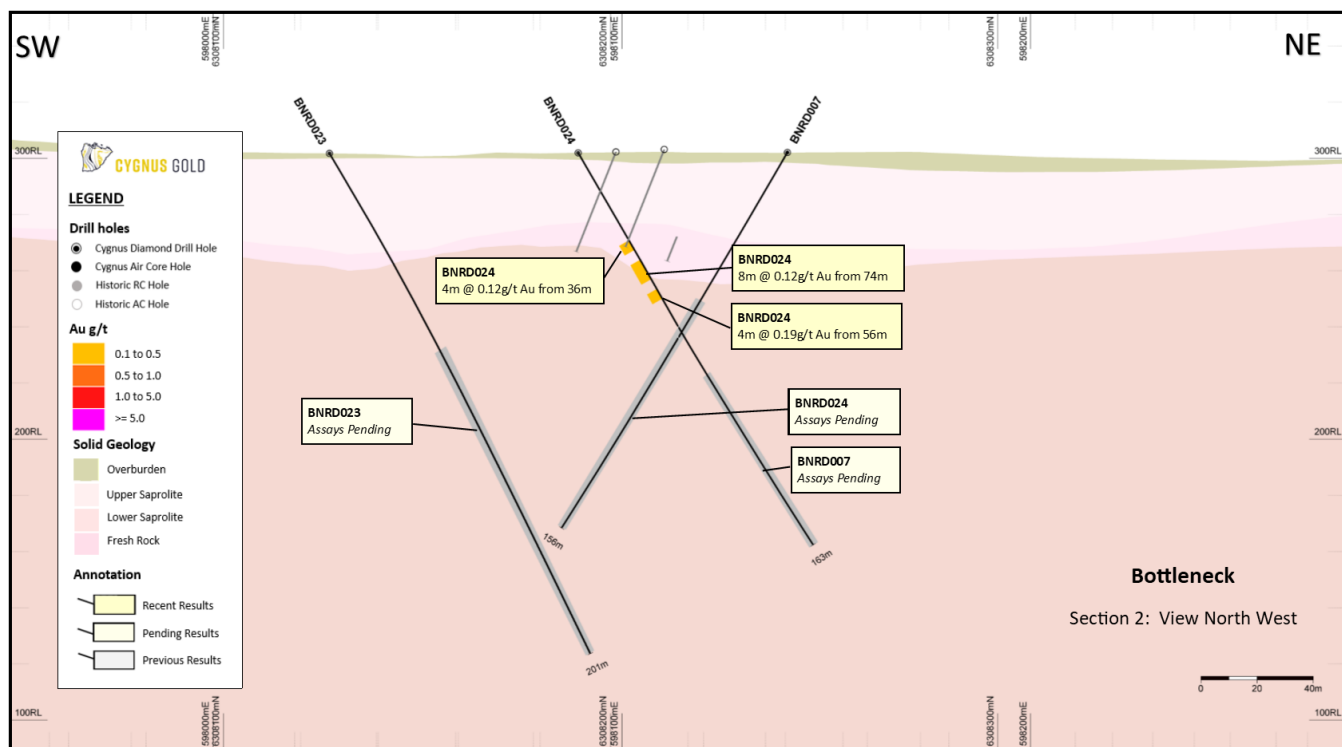 SW
NE
598000mE
6308100mN
6308200mN
598100mE
6308300mN
598200mE
BNRD023
BNRD024
BNRD007
300RL
300RL
CYGNUS GOLD
LEGEND
Drill holes
Cygnus Diamond Drill Hole
Cygnus Air Core Hole
Historic RC Hole
Historic AC Hole
Au g/t
0.1 to 0.5
0.5 to 1.0
1.0 to 5.0
>= 5.0
Solid Geology
Overburden
Upper Saprolite
Lower Saprolite
Fresh Rock
Annotation
Recent Results
Pending Results
Previous Results
BNRD024
4m @ 0.12g/t Au from 36m
BNRD024
8m @ 0.12g/t Au from 74m
BNRD024
4m @ 0.19g/t Au from 56m
BNRD023
Assays Pending
BNRD024
Assays Pending
BNRD007
Assays Pending
200RL
200RL
156m
163m
201m
Bottleneck
Section 2: View North West
0 20 40m
100RL
100RL
598000mE
6308100mN
6308200mN
598100mE
6308300mN
598200mE